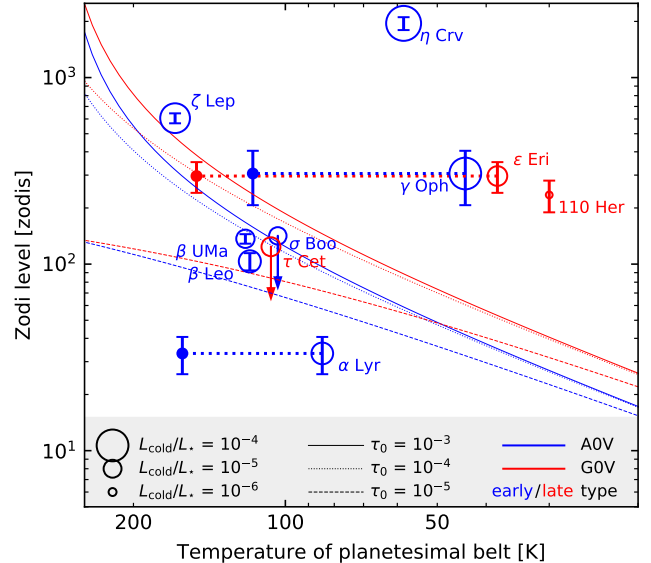 Zodi level [zodis]
10³
10²
10¹
η Crv
ζ Lep
ε Eri
γ Oph
110 Her
β UMa
σ Boo
τ Cet
β Leo
α Lyr
L_cold/L⋆ = 10⁻⁴ τ₀ = 10⁻³ A0V
L_cold/L⋆ = 10⁻⁵ τ₀ = 10⁻⁴ G0V
L_cold/L⋆ = 10⁻⁶ τ₀ = 10⁻⁵ early/late type
200 100 50
Temperature of planetesimal belt [K]